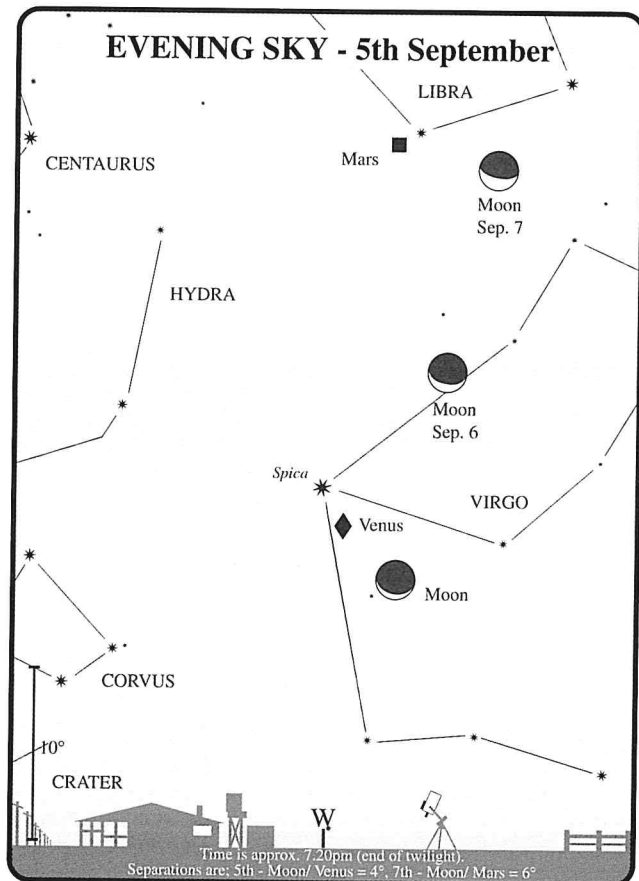 EVENING SKY - 5th September
LIBRA
Mars
CENTAURUS
Moon
Sep. 7
HYDRA
Moon
Sep. 6
Spica
VIRGO
Venus
Moon
CORVUS
10°
CRATER
W
Time is approx. 7.20pm (end of twilight).
Separations are; 5th - Moon/ Venus = 4°, 7th - Moon/ Mars = 6°